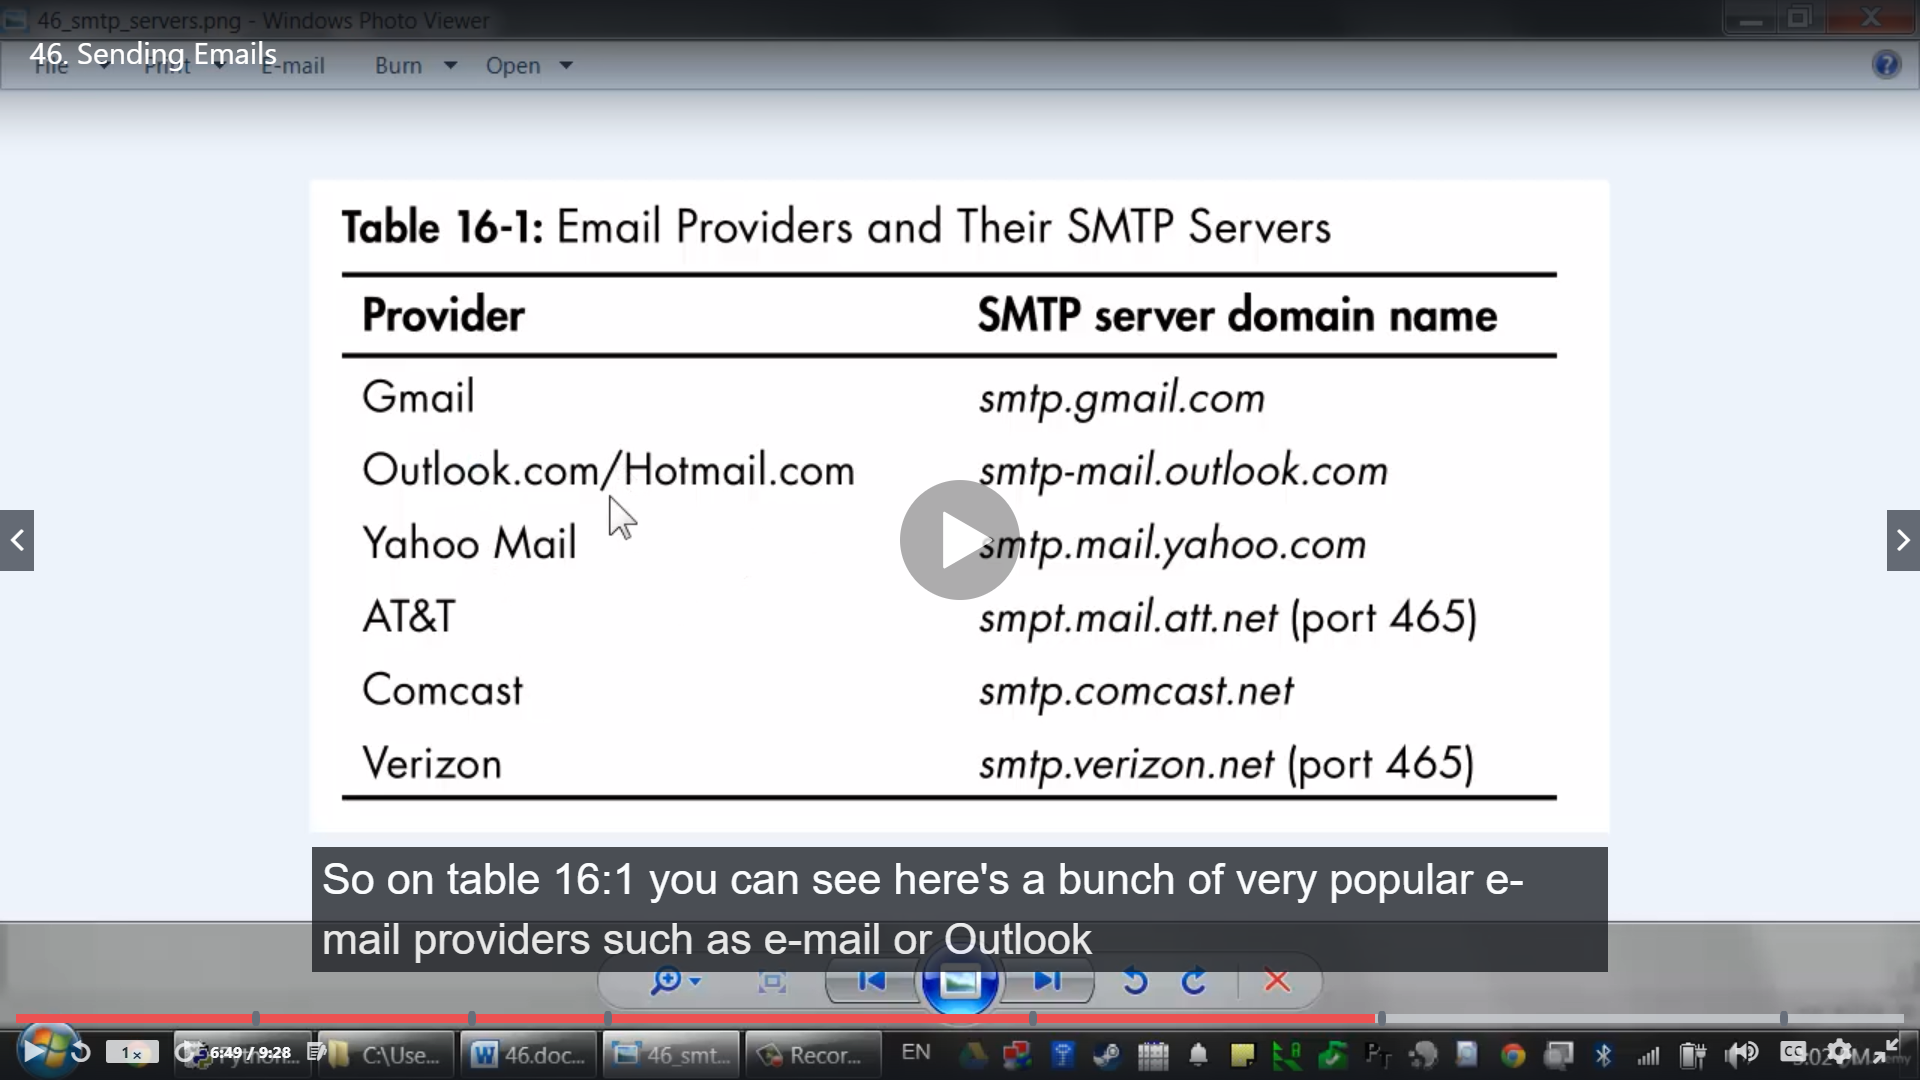 46_smtp_servers.png - Windows Photo Viewer
46. Sending Emails
File Print E-mail Burn Open
Table 16-1: Email Providers and Their SMTP Servers
Provider SMTP server domain name
Gmail smtp.gmail.com
Outlook.com/Hotmail.com smtp-mail.outlook.com
Yahoo Mail smtp.mail.yahoo.com
AT&T smpt.mail.att.net (port 465)
Comcast smtp.comcast.net
Verizon smtp.verizon.net (port 465)
So on table 16:1 you can see here's a bunch of very popular e-
mail providers such as e-mail or Outlook
1x 6:49 / 9:28 C:\Use... 46.doc... 46_smt... Recor... EN CC